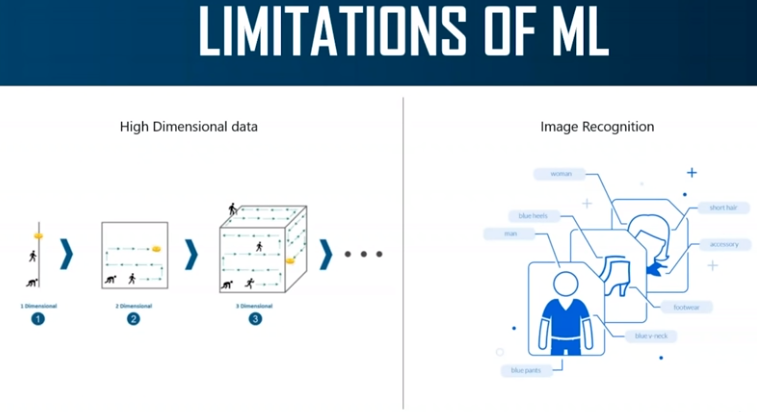 LIMITATIONS OF ML
High Dimensional data
1 Dimensional
1
2 Dimensional
2
3 Dimensional
3
Image Recognition
woman
short hair
blue heels
man
accessory
footwear
blue v-neck
blue pants